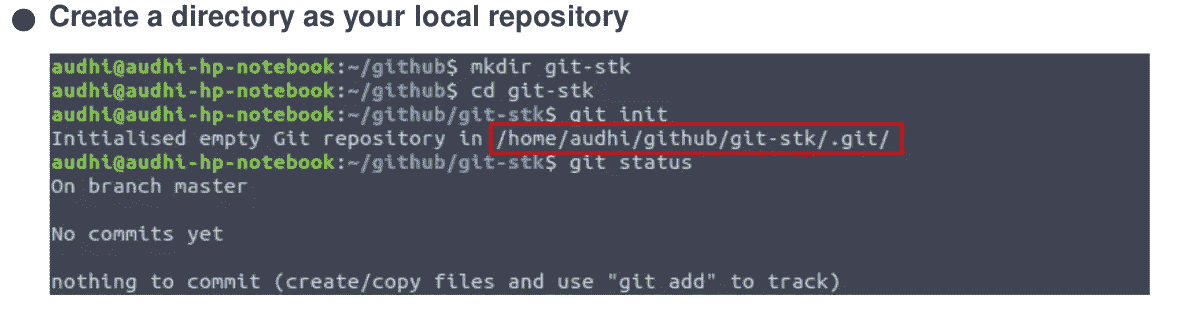 Create a directory as your local repository
audhi@audhi-hp-notebook:~/github$ mkdir git-stk
audhi@audhi-hp-notebook:~/github$ cd git-stk
audhi@audhi-hp-notebook:~/github/git-stk$ git init
Initialised empty Git repository in /home/audhi/github/git-stk/.git/
audhi@audhi-hp-notebook:~/github/git-stk$ git status
On branch master
No commits yet
nothing to commit (create/copy files and use "git add" to track)